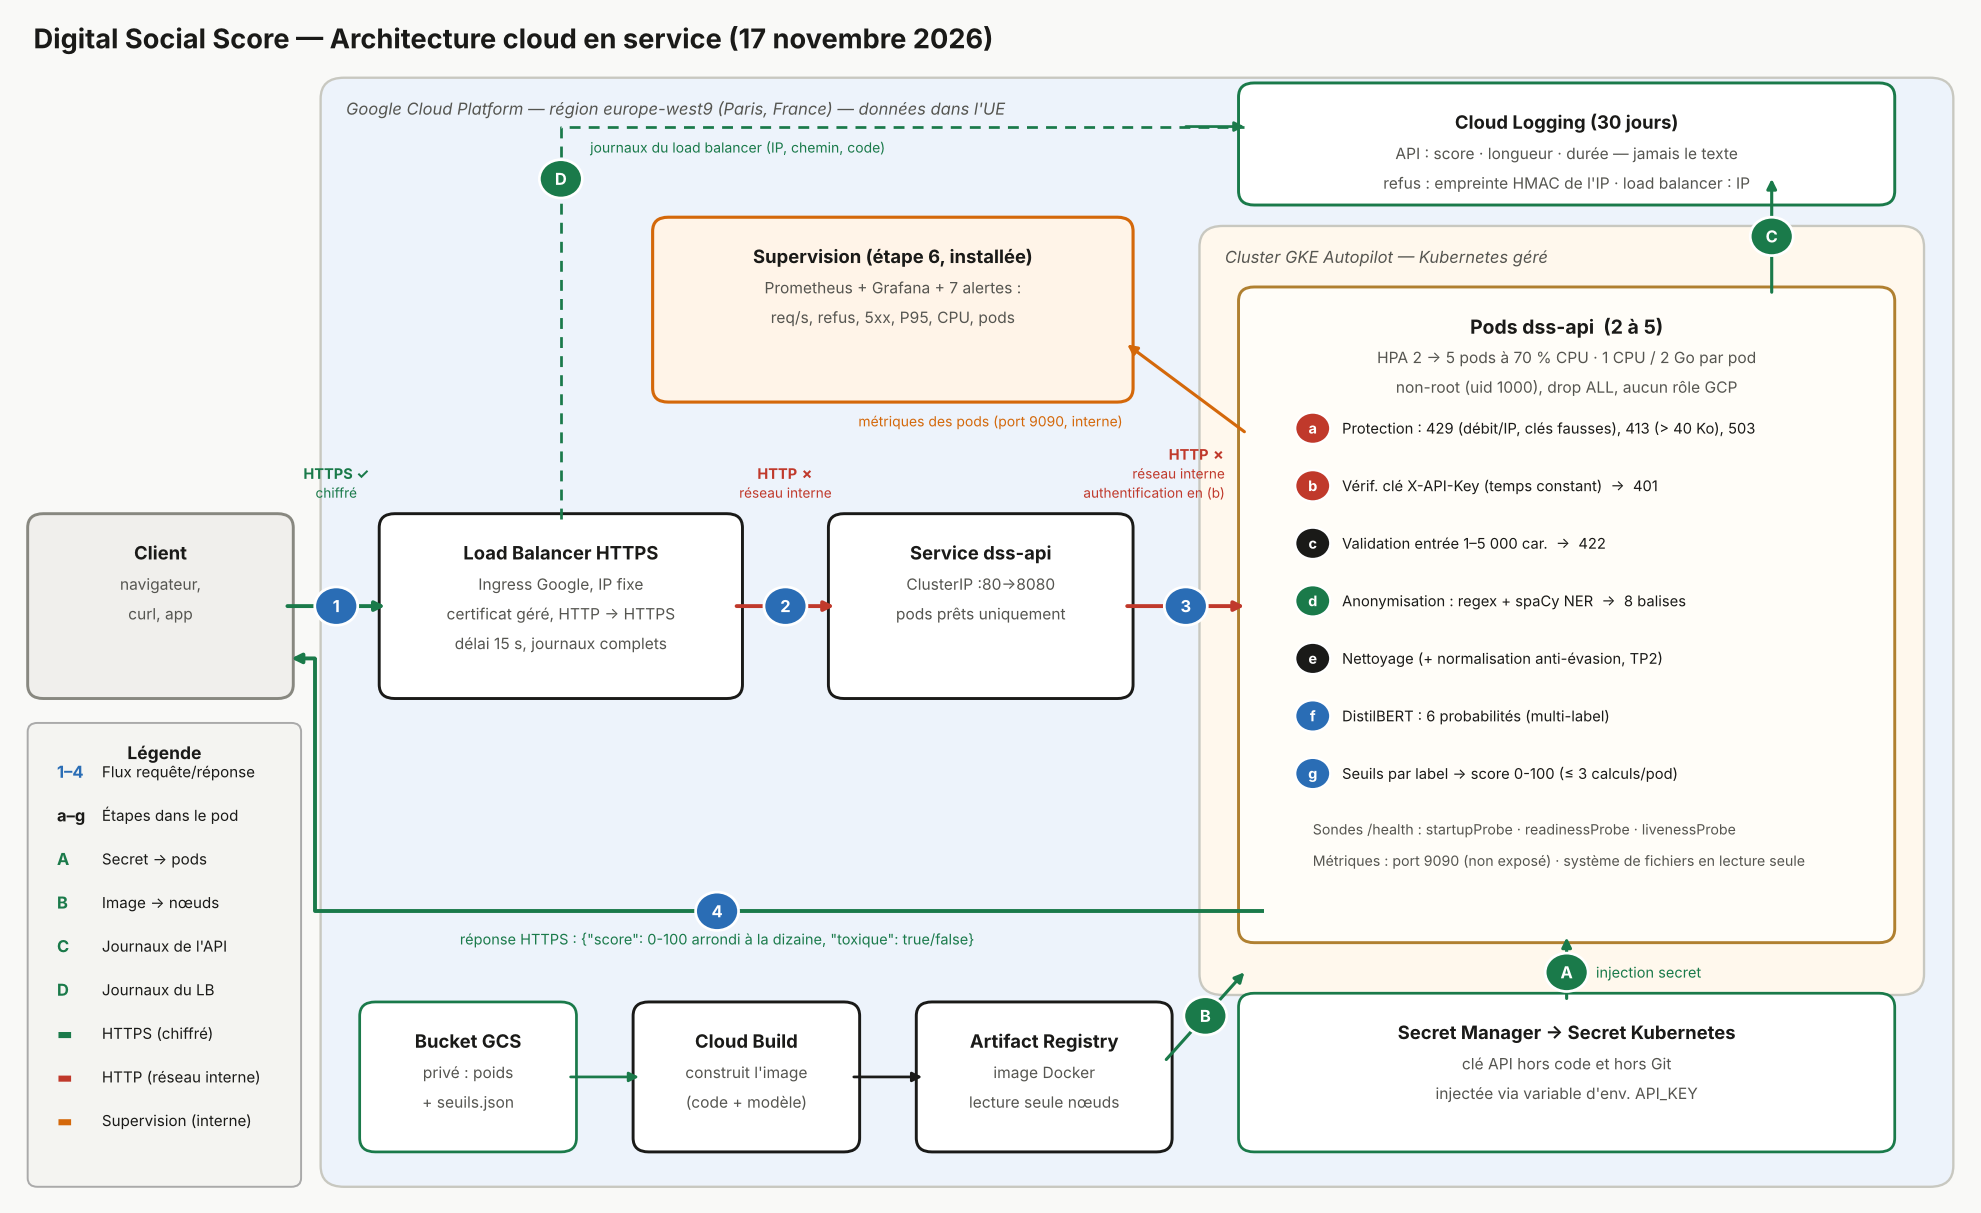 Digital Social Score — Architecture cloud en service (17 novembre 2026)
Google Cloud Platform — région europe-west9 (Paris, France) — données dans l'UE
journaux du load balancer (IP, chemin, code)
D
Cloud Logging (30 jours)
API : score · longueur · durée — jamais le texte
refus : empreinte HMAC de l'IP · load balancer : IP
C
Supervision (étape 6, installée)
Prometheus + Grafana + 7 alertes :
req/s, refus, 5xx, P95, CPU, pods
métriques des pods (port 9090, interne)
HTTPS ✓
chiffré
HTTP ×
réseau interne
HTTP ×
réseau interne
authentification en (b)
Client
navigateur,
curl, app
1
Load Balancer HTTPS
Ingress Google, IP fixe
certificat géré, HTTP → HTTPS
délai 15 s, journaux complets
2
Service dss-api
ClusterIP :80→8080
pods prêts uniquement
3
Cluster GKE Autopilot — Kubernetes géré
Pods dss-api (2 à 5)
HPA 2 → 5 pods à 70 % CPU · 1 CPU / 2 Go par pod
non-root (uid 1000), drop ALL, aucun rôle GCP
a Protection : 429 (débit/IP, clés fausses), 413 (> 40 Ko), 503
b Vérif. clé X-API-Key (temps constant) → 401
c Validation entrée 1–5 000 car. → 422
d Anonymisation : regex + spaCy NER → 8 balises
e Nettoyage (+ normalisation anti-évasion, TP2)
f DistilBERT : 6 probabilités (multi-label)
g Seuils par label → score 0-100 (≤ 3 calculs/pod)
Sondes /health : startupProbe · readinessProbe · livenessProbe
Métriques : port 9090 (non exposé) · système de fichiers en lecture seule
4
réponse HTTPS : {"score": 0-100 arrondi à la dizaine, "toxique": true/false}
Légende
1–4 Flux requête/réponse
a–g Étapes dans le pod
A Secret → pods
B Image → nœuds
C Journaux de l'API
D Journaux du LB
HTTPS (chiffré)
HTTP (réseau interne)
Supervision (interne)
Bucket GCS
privé : poids
+ seuils.json
Cloud Build
construit l'image
(code + modèle)
Artifact Registry
image Docker
lecture seule nœuds
B
A injection secret
Secret Manager → Secret Kubernetes
clé API hors code et hors Git
injectée via variable d'env. API_KEY